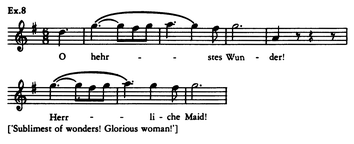 Ex.8
O hehr - - stes Wun - der!
Herr - - li - che Maid!
['Sublimest of wonders! Glorious woman!']